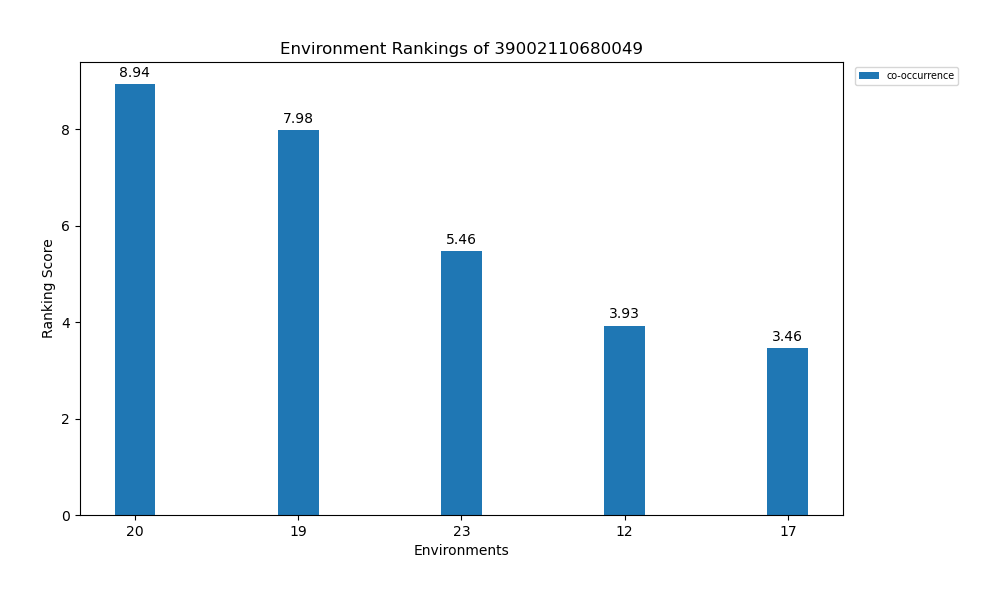 Environment Rankings of 39002110680049
8.94
7.98
5.46
3.93
3.46
co-occurrence
Ranking Score
8
6
4
2
0
20 19 23 12 17
Environments